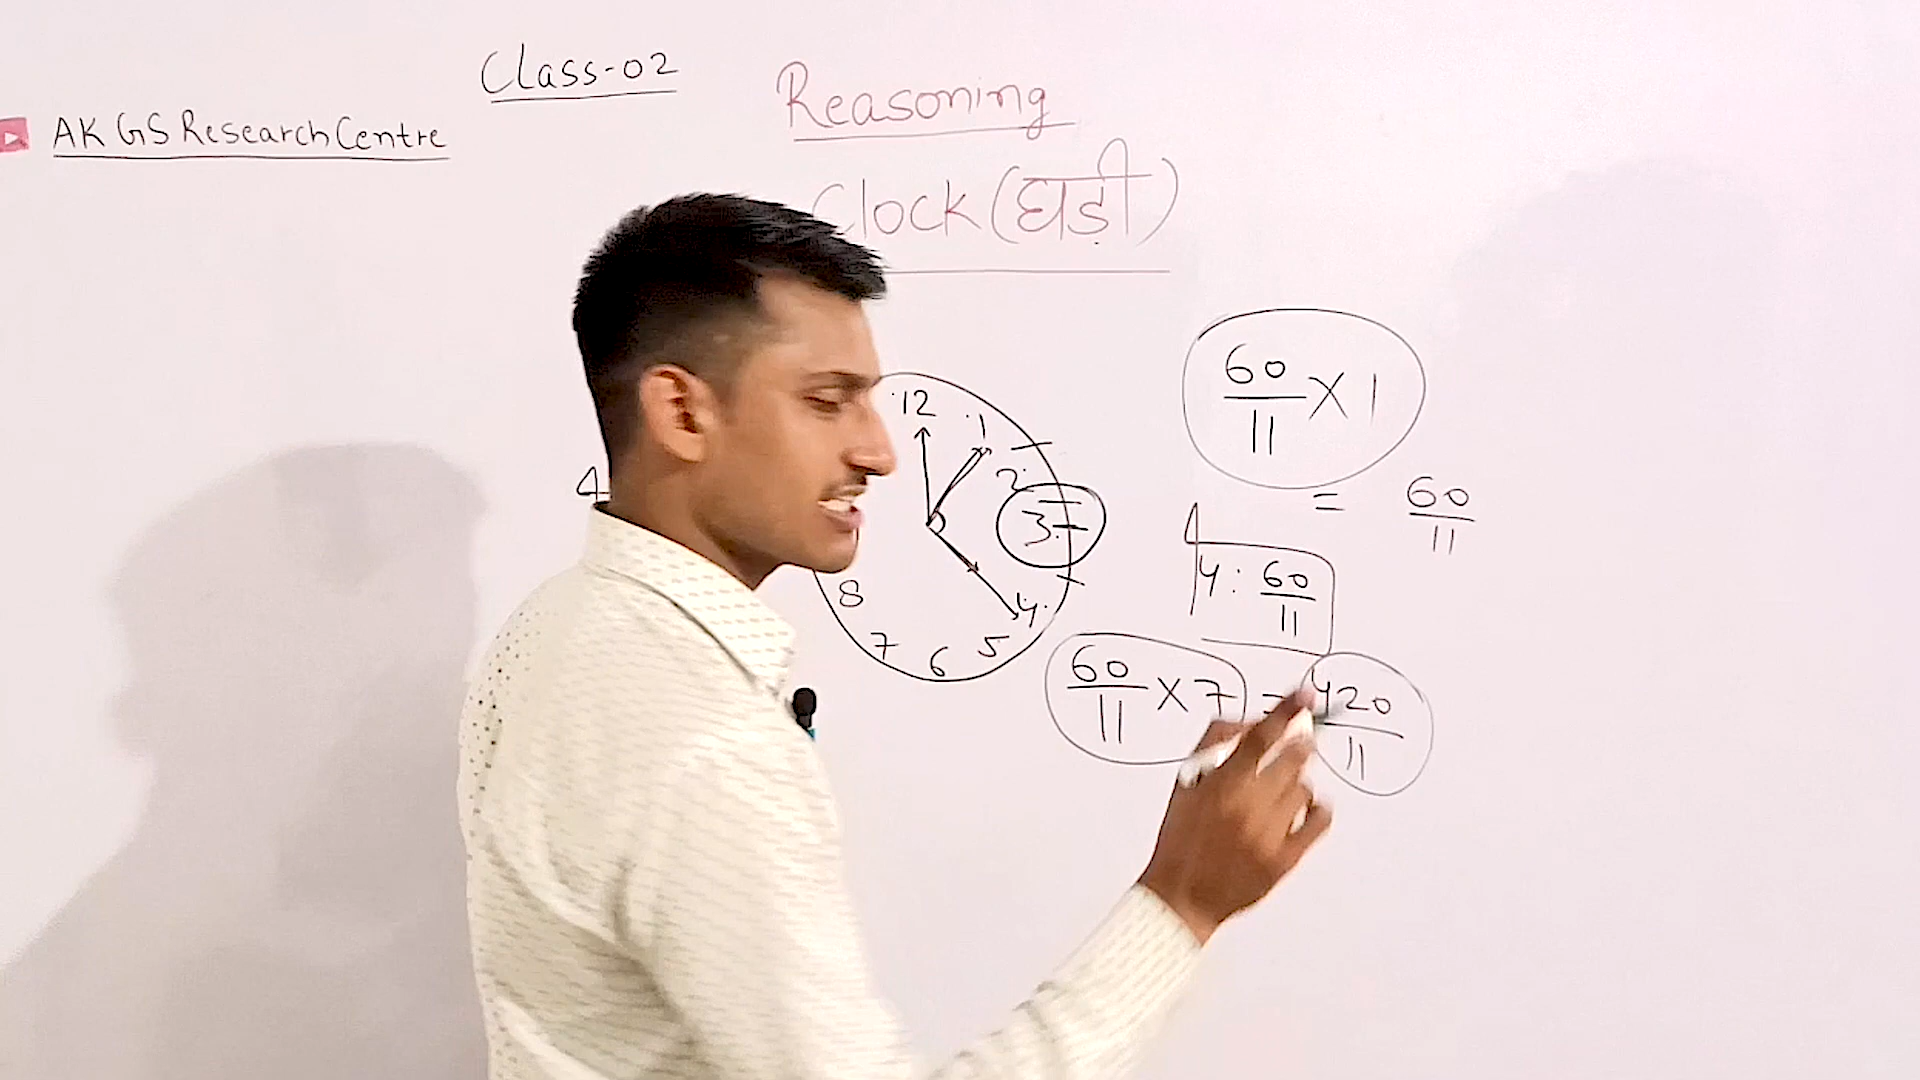 Class-02
Reasoning
AK GS Research Centre
Clock (घड़ी)
60/11 X 1
= 60/11
12
1
2
3
4
5
6
7
8
4
4 : 60/11
60/11 X 7 = 420/11